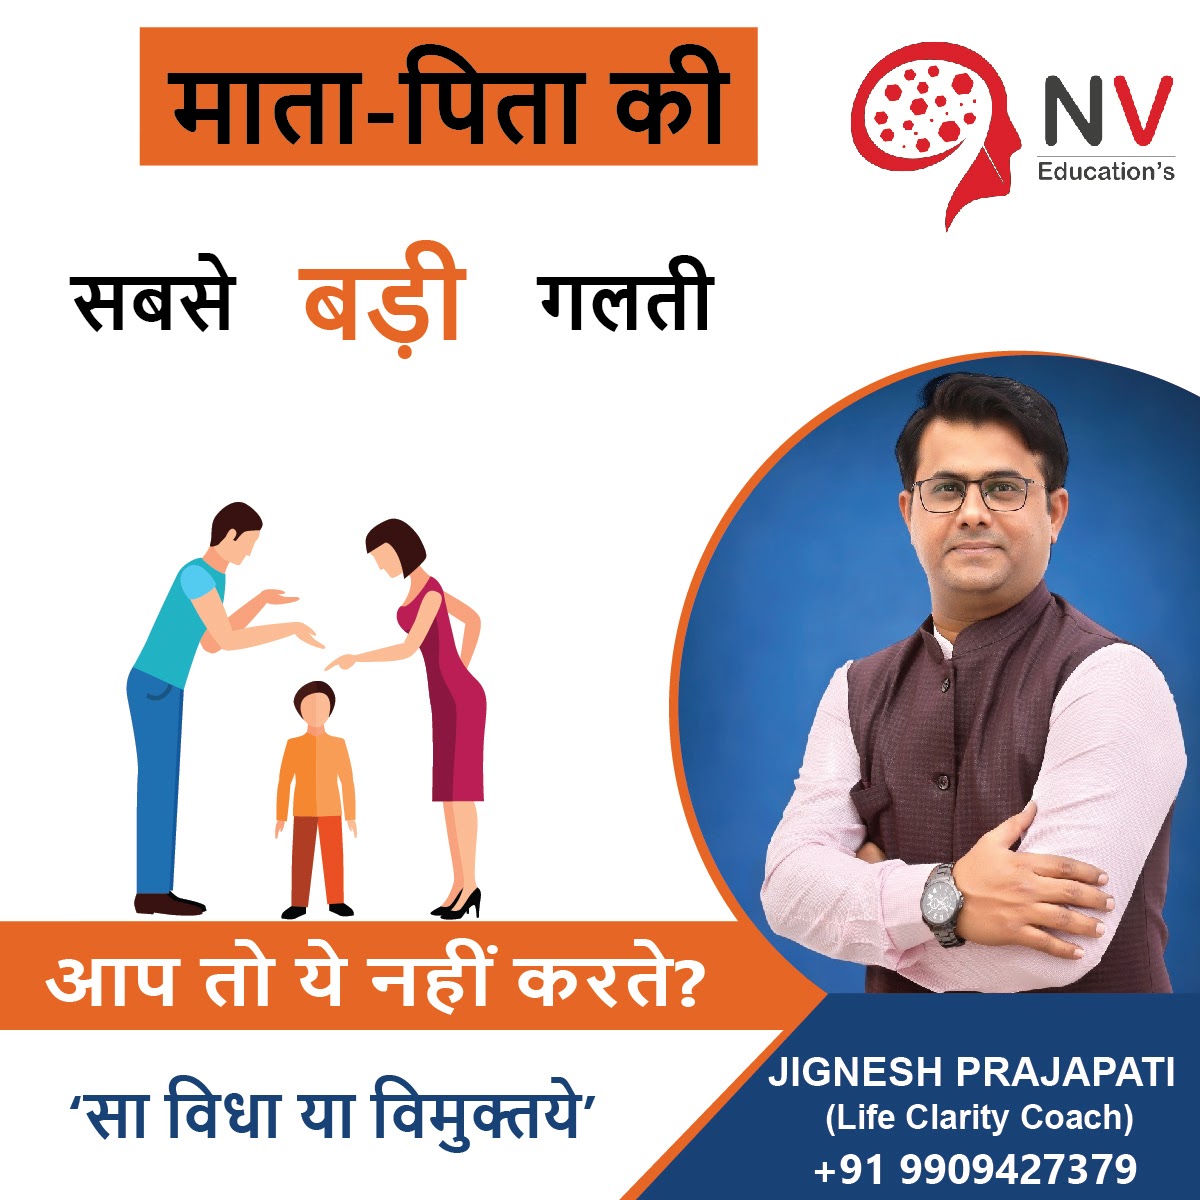 माता-पिता की
NV
Education's
सबसे बड़ी गलती
आप तो ये नहीं करते?
‘सा विधा या विमुक्तये’
JIGNESH PRAJAPATI
(Life Clarity Coach)
+91 9909427379